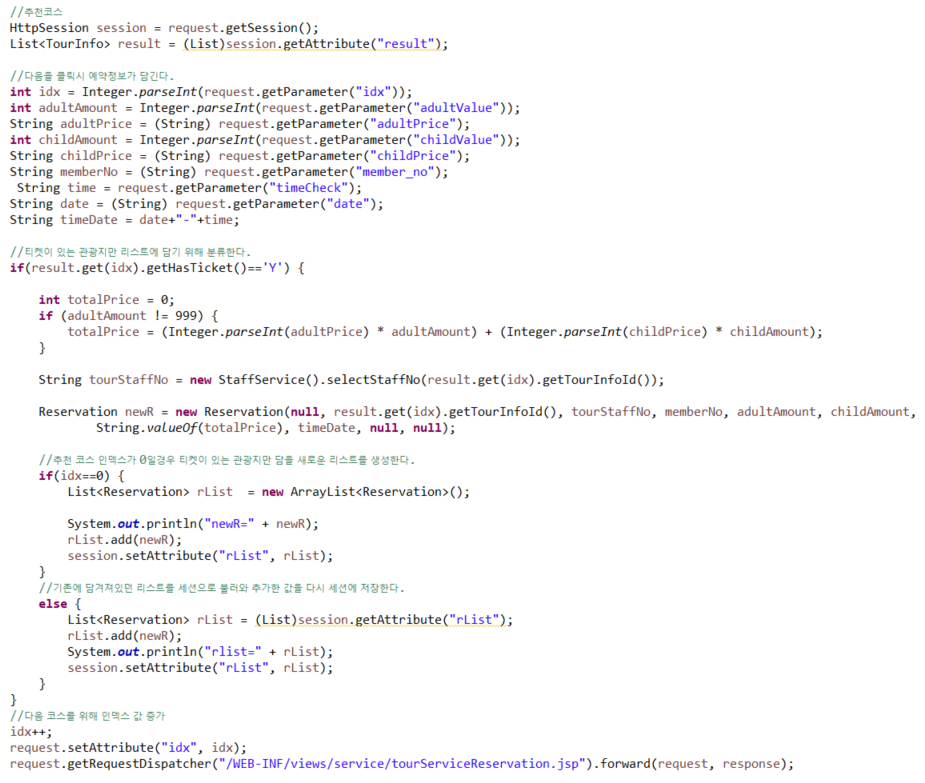 //추천코스
HttpSession session = request.getSession();
List<TourInfo> result = (List)session.getAttribute("result");
//다음을 클릭시 예약정보가 담긴다.
int idx = Integer.parseInt(request.getParameter("idx"));
int adultAmount = Integer.parseInt(request.getParameter("adultValue"));
String adultPrice = (String) request.getParameter("adultPrice");
int childAmount = Integer.parseInt(request.getParameter("childValue"));
String childPrice = (String) request.getParameter("childPrice");
String memberNo = (String) request.getParameter("member_no");
String time = request.getParameter("timeCheck");
String date = (String) request.getParameter("date");
String timeDate = date+"-"+time;
//티켓이 있는 관광지만 리스트에 담기 위해 분류한다.
if(result.get(idx).getHasTicket()=='Y') {
int totalPrice = 0;
if (adultAmount != 999) {
totalPrice = (Integer.parseInt(adultPrice) * adultAmount) + (Integer.parseInt(childPrice) * childAmount);
}
String tourStaffNo = new StaffService().selectStaffNo(result.get(idx).getTourInfoId());
Reservation newR = new Reservation(null, result.get(idx).getTourInfoId(), tourStaffNo, memberNo, adultAmount, childAmount,
String.valueOf(totalPrice), timeDate, null, null);
//추천 코스 인덱스가 0일경우 티켓이 있는 관광지만 담을 새로운 리스트를 생성한다.
if(idx==0) {
List<Reservation> rList  = new ArrayList<Reservation>();
System.out.println("newR=" + newR);
rList.add(newR);
session.setAttribute("rList", rList);
}
//기존에 담겨져있던 리스트를 세션으로 불러와 추가한 값을 다시 세션에 저장한다.
else {
List<Reservation> rList = (List)session.getAttribute("rList");
rList.add(newR);
System.out.println("rlist=" + rList);
session.setAttribute("rList", rList);
}
}
//다음 코스를 위해 인덱스 값 증가
idx++;
request.setAttribute("idx", idx);
request.getRequestDispatcher("/WEB-INF/views/service/tourServiceReservation.jsp").forward(request, response);